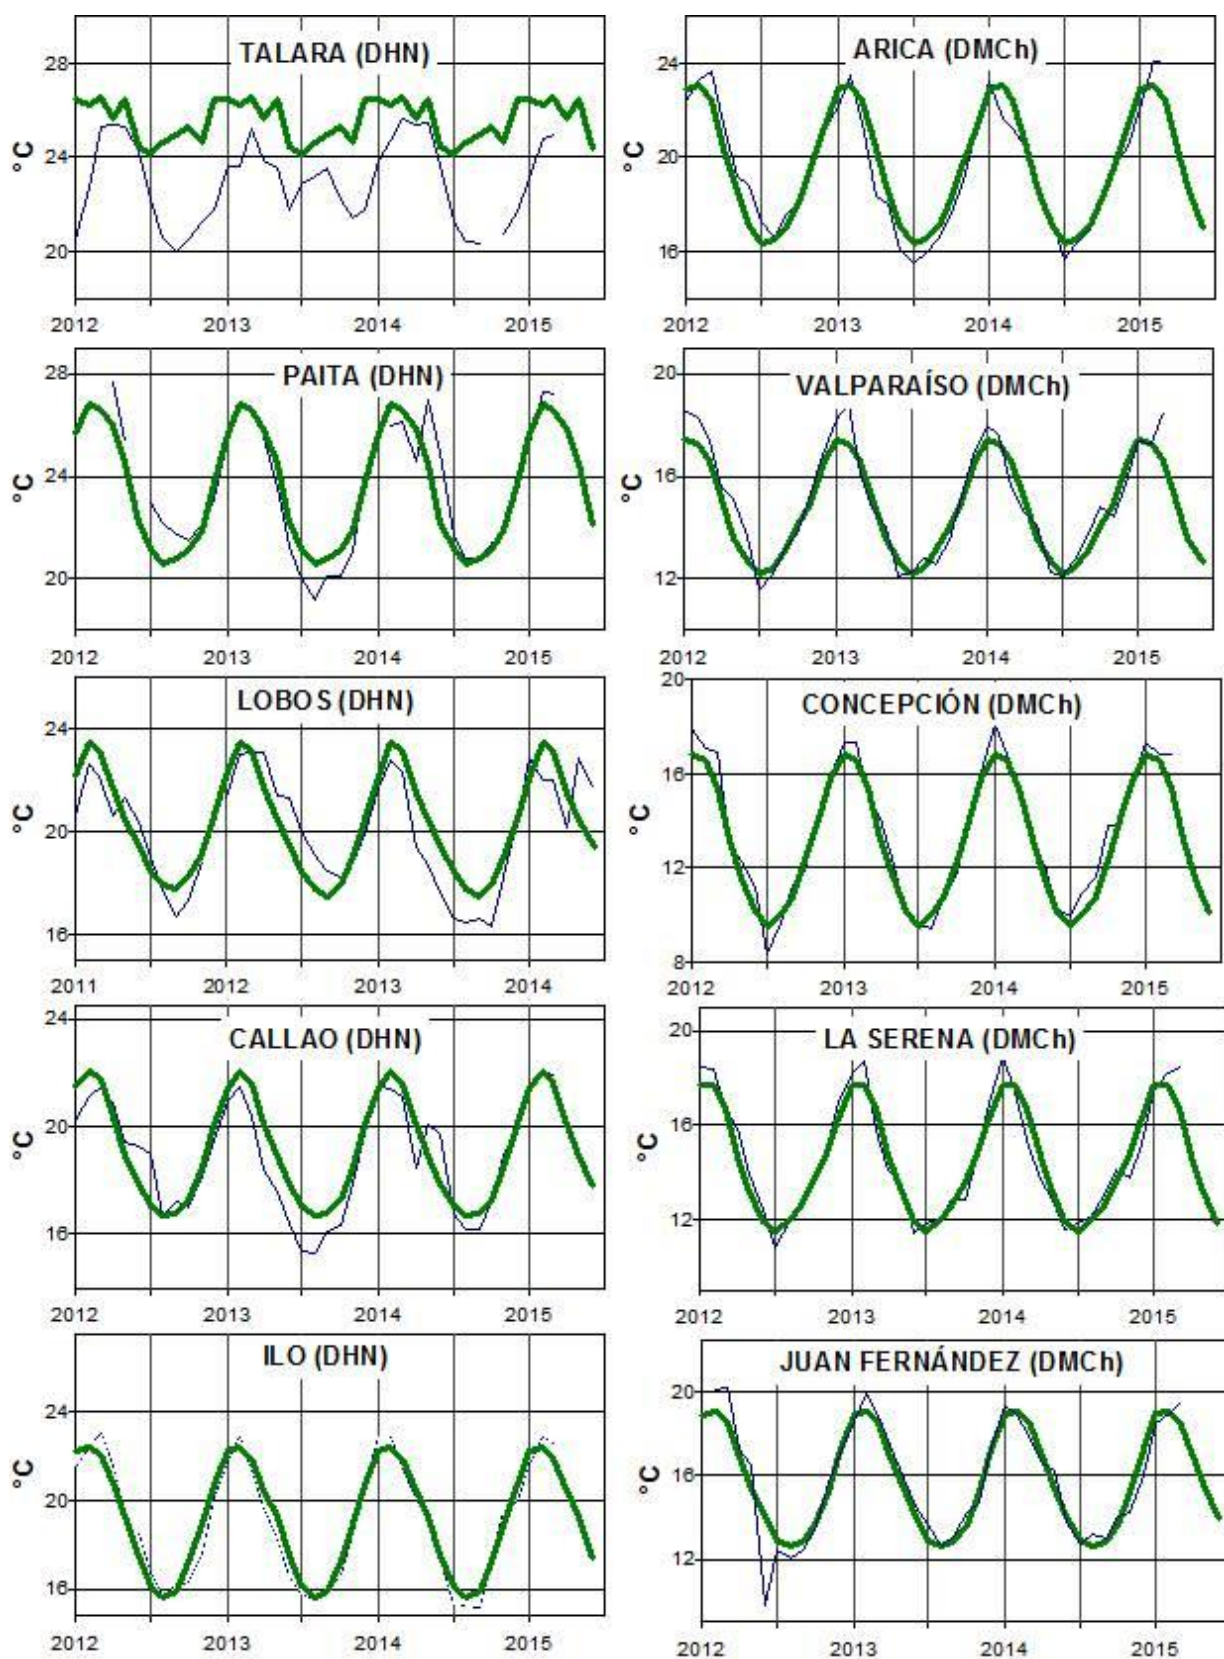 TALARA (DHN)
°C
28
24
20
2012 2013 2014 2015
ARICA (DMCh)
°C
24
20
16
2012 2013 2014 2015
PAITA (DHN)
°C
28
24
20
2012 2013 2014 2015
VALPARAÍSO (DMCh)
°C
20
16
12
2012 2013 2014 2015
LOBOS (DHN)
°C
24
20
16
2011 2012 2013 2014
CONCEPCIÓN (DMCh)
°C
20
16
12
8
2012 2013 2014 2015
CALLAO (DHN)
°C
24
20
16
2012 2013 2014 2015
LA SERENA (DMCh)
°C
20
16
12
2012 2013 2014 2015
ILO (DHN)
°C
24
20
16
2012 2013 2014 2015
JUAN FERNÁNDEZ (DMCh)
°C
20
16
12
2012 2013 2014 2015